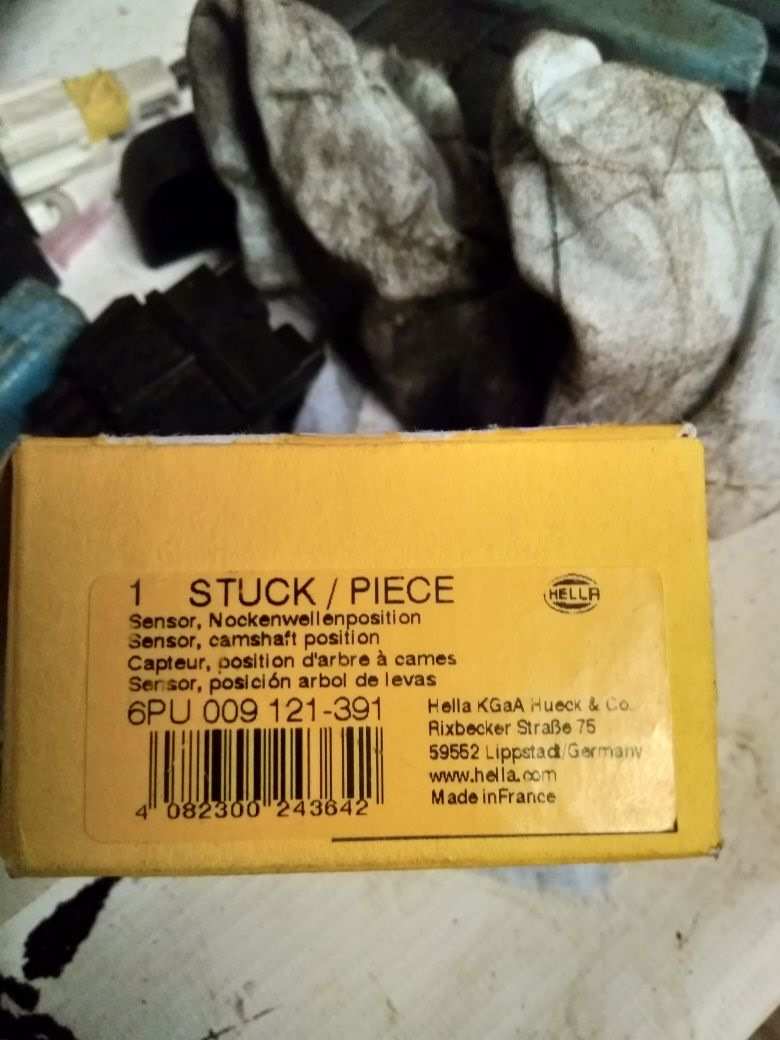 1 STUCK / PIECE
HELLA
Sensor, Nockenwellenposition
Sensor, camshaft position
Capteur, position d'arbre à cames
Sensor, posición arbol de levas
6PU 009 121-391
4 082300 243642
Hella KGaA Hueck & Co.
Rixbecker Straße 75
59552 Lippstadt/Germany
www.hella.com
Made in France